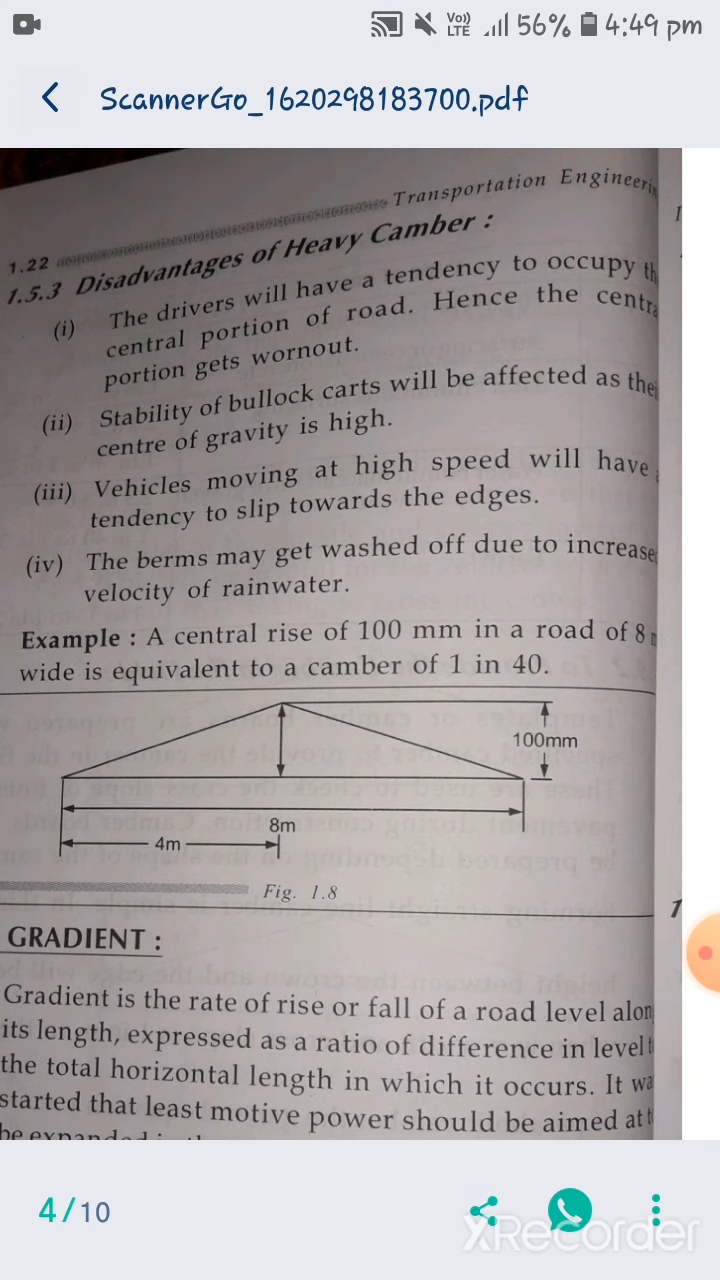 Vo))
LTE
56%
4:49 pm
ScannerGo_1620298183700.pdf
1.22
Transportation
1.5.3 Disadvantages of Heavy Camber :
(i) The drivers will have a tendency to occupy
central portion of road. Hence the
portion gets wornout.
(ii) Stability of bullock carts will be affected as
centre of gravity is high.
(iii) Vehicles moving at high speed will have
tendency to slip towards the edges.
(iv) The berms may get washed off due to
velocity of rainwater.
Example : A central rise of 100 mm in a road of 8
wide is equivalent to a camber of 1 in 40.
100mm
8m
4m
Fig. 1.8
GRADIENT :
Gradient is the rate of rise or fall of a road level
its length, expressed as a ratio of difference in level
the total horizontal length in which it occurs. It
started that least motive power should be aimed at
4/10
XRecorder